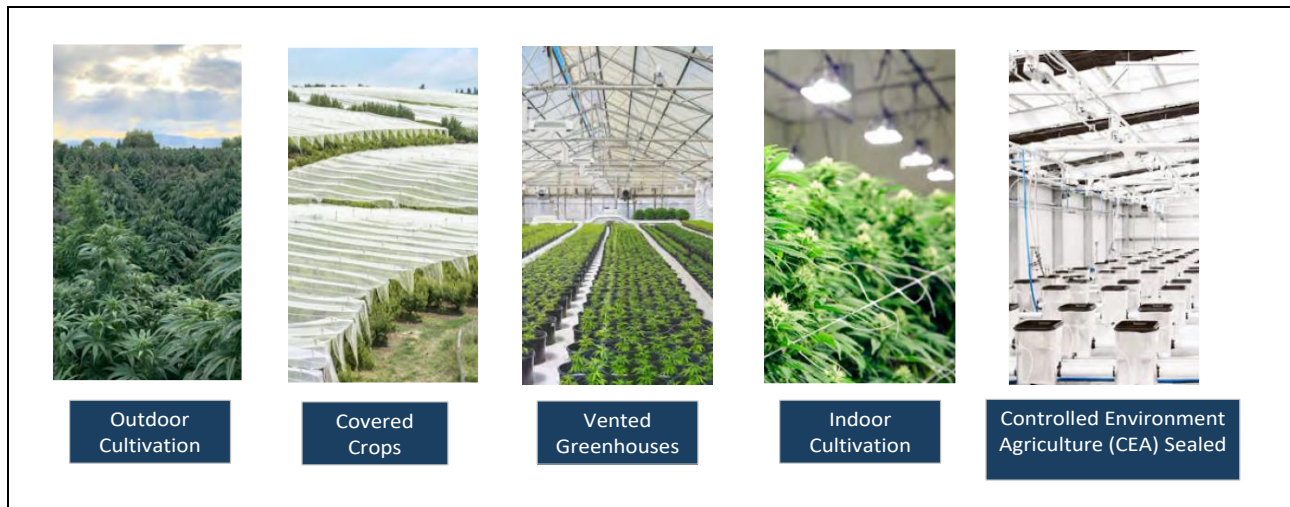 Outdoor
Cultivation
Covered
Crops
Vented
Greenhouses
Indoor
Cultivation
Controlled Environment
Agriculture (CEA) Sealed